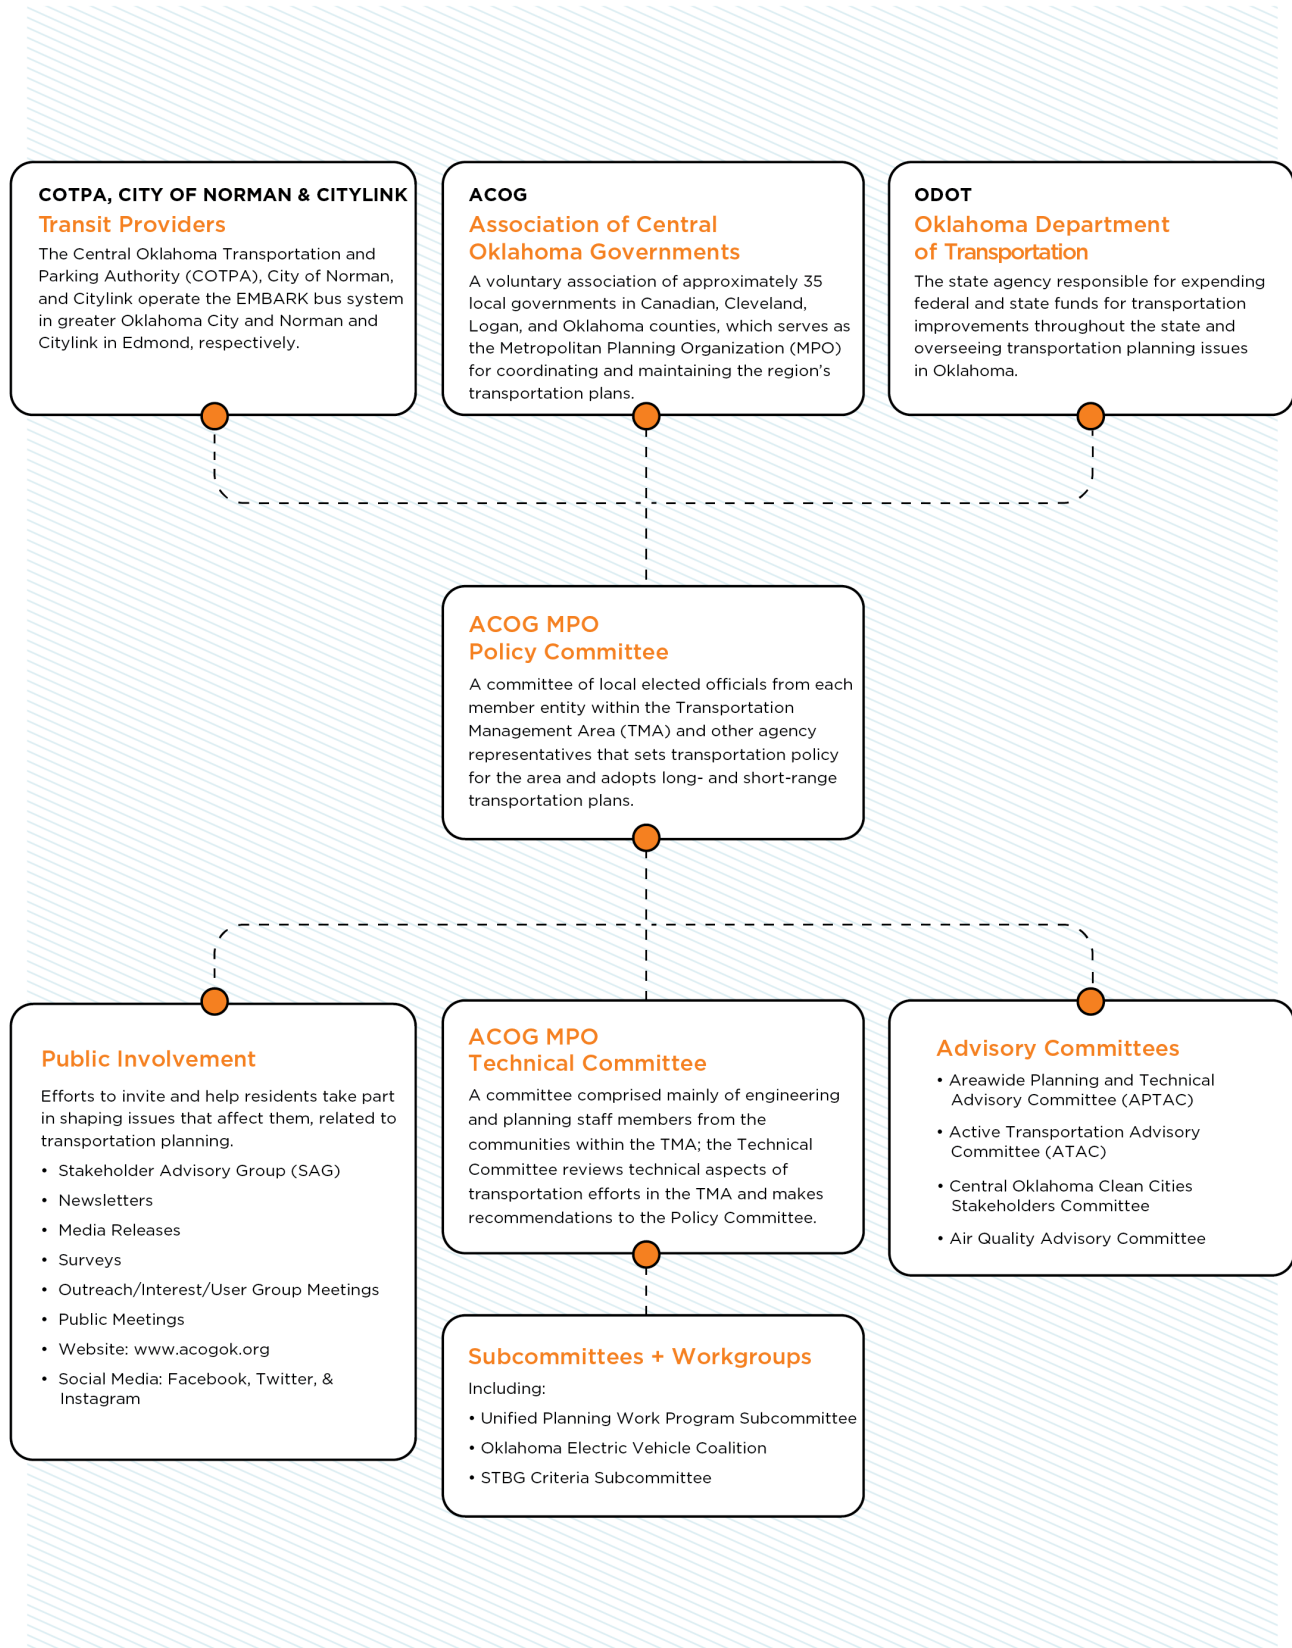 COTPA, CITY OF NORMAN & CITYLINK
Transit Providers
The Central Oklahoma Transportation and
Parking Authority (COTPA), City of Norman,
and Citylink operate the EMBARK bus system
in greater Oklahoma City and Norman and
Citylink in Edmond, respectively.
ACOG
Association of Central
Oklahoma Governments
A voluntary association of approximately 35
local governments in Canadian, Cleveland,
Logan, and Oklahoma counties, which serves as
the Metropolitan Planning Organization (MPO)
for coordinating and maintaining the region’s
transportation plans.
ODOT
Oklahoma Department
of Transportation
The state agency responsible for expending
federal and state funds for transportation
improvements throughout the state and
overseeing transportation planning issues
in Oklahoma.
ACOG MPO
Policy Committee
A committee of local elected officials from each
member entity within the Transportation
Management Area (TMA) and other agency
representatives that sets transportation policy
for the area and adopts long- and short-range
transportation plans.
Public Involvement
Efforts to invite and help residents take part
in shaping issues that affect them, related to
transportation planning.
• Stakeholder Advisory Group (SAG)
• Newsletters
• Media Releases
• Surveys
• Outreach/Interest/User Group Meetings
• Public Meetings
• Website: www.acogok.org
• Social Media: Facebook, Twitter, &
Instagram
ACOG MPO
Technical Committee
A committee comprised mainly of engineering
and planning staff members from the
communities within the TMA; the Technical
Committee reviews technical aspects of
transportation efforts in the TMA and makes
recommendations to the Policy Committee.
Advisory Committees
• Areawide Planning and Technical
Advisory Committee (APTAC)
• Active Transportation Advisory
Committee (ATAC)
• Central Oklahoma Clean Cities
Stakeholders Committee
• Air Quality Advisory Committee
Subcommittees + Workgroups
Including:
• Unified Planning Work Program Subcommittee
• Oklahoma Electric Vehicle Coalition
• STBG Criteria Subcommittee